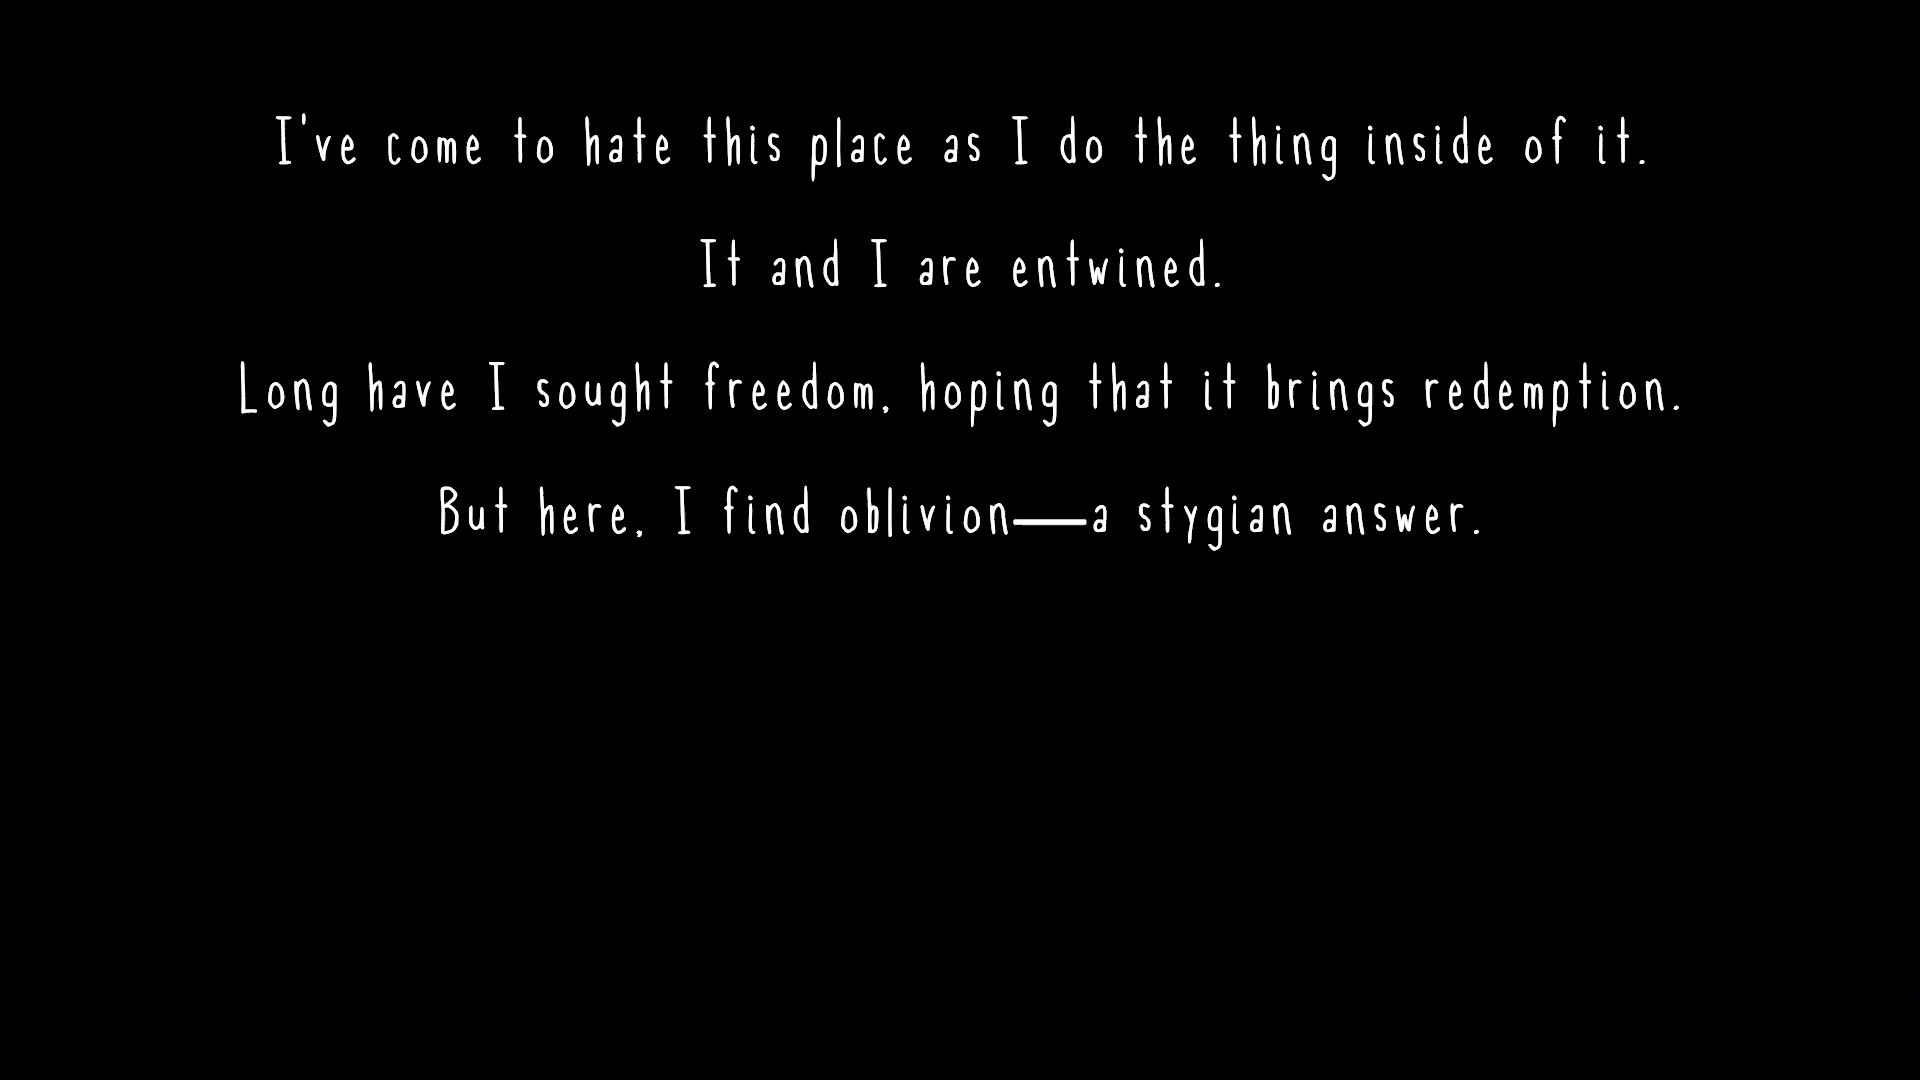 I've come to hate this place as I do the thing inside of it.
It and I are entwined.
Long have I sought freedom, hoping that it brings redemption.
But here, I find oblivion—a stygian answer.